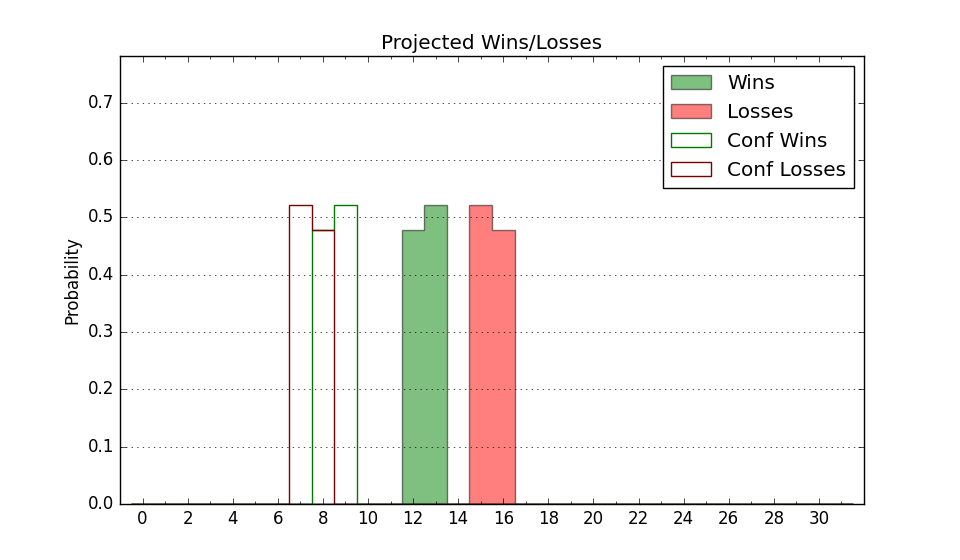 Projected Wins/Losses
Wins
Losses
Conf Wins
Conf Losses
Probability
0.7
0.6
0.5
0.4
0.3
0.2
0.1
0.0
0 2 4 6 8 10 12 14 16 18 20 22 24 26 28 30